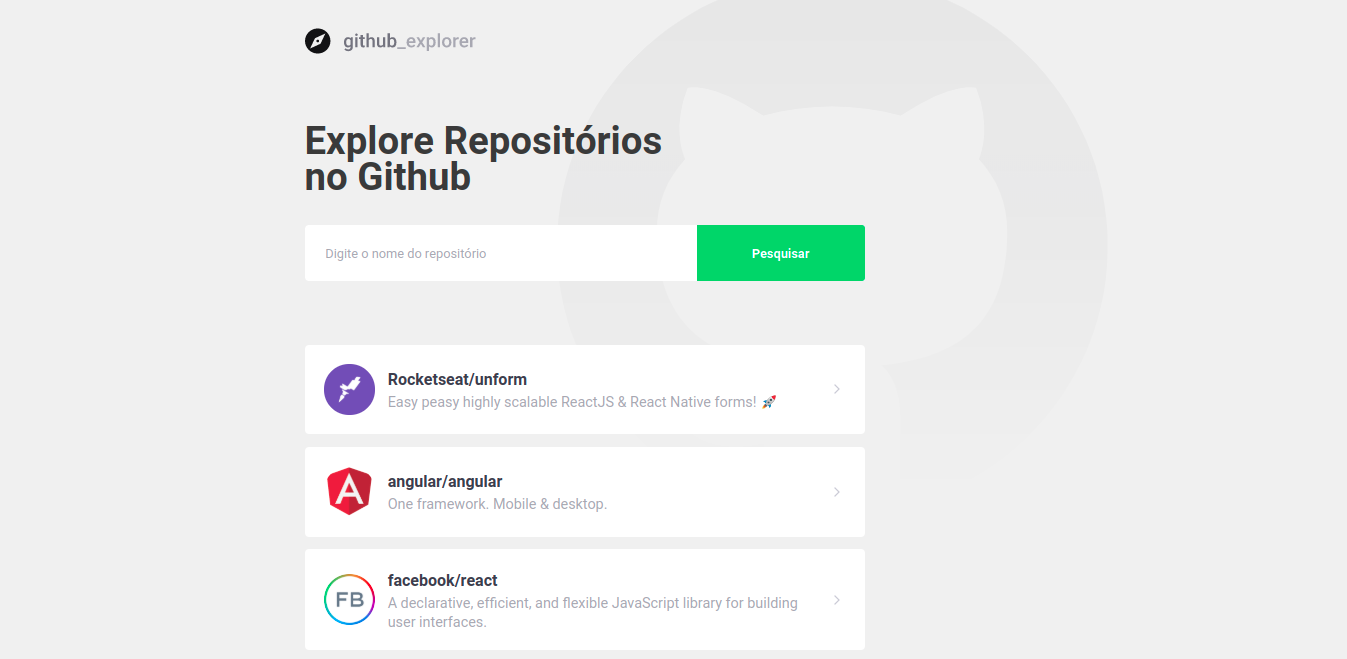 github_explorer
Explore Repositórios
no Github
Digite o nome do repositório
Pesquisar
Rocketseat/unform
Easy peasy highly scalable ReactJS & React Native forms! 🚀
angular/angular
One framework. Mobile & desktop.
FB
facebook/react
A declarative, efficient, and flexible JavaScript library for building
user interfaces.